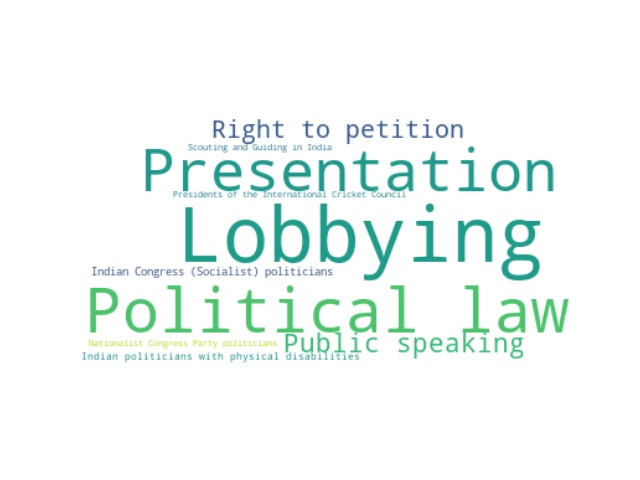 Right to petition
Scouting and Guiding in India
Presentation
Presidents of the International Cricket Council
Lobbying
Indian Congress (Socialist) politicians
Political law
Nationalist Congress Party politicians
Public speaking
Indian politicians with physical disabilities